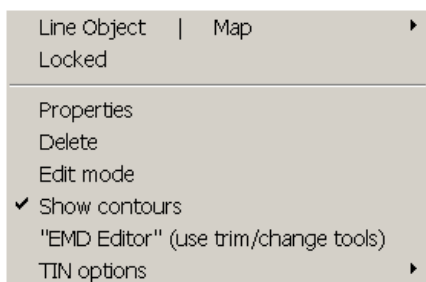 Line Object | Map
Locked
Properties
Delete
Edit mode
Show contours
"EMD Editor" (use trim/change tools)
TIN options